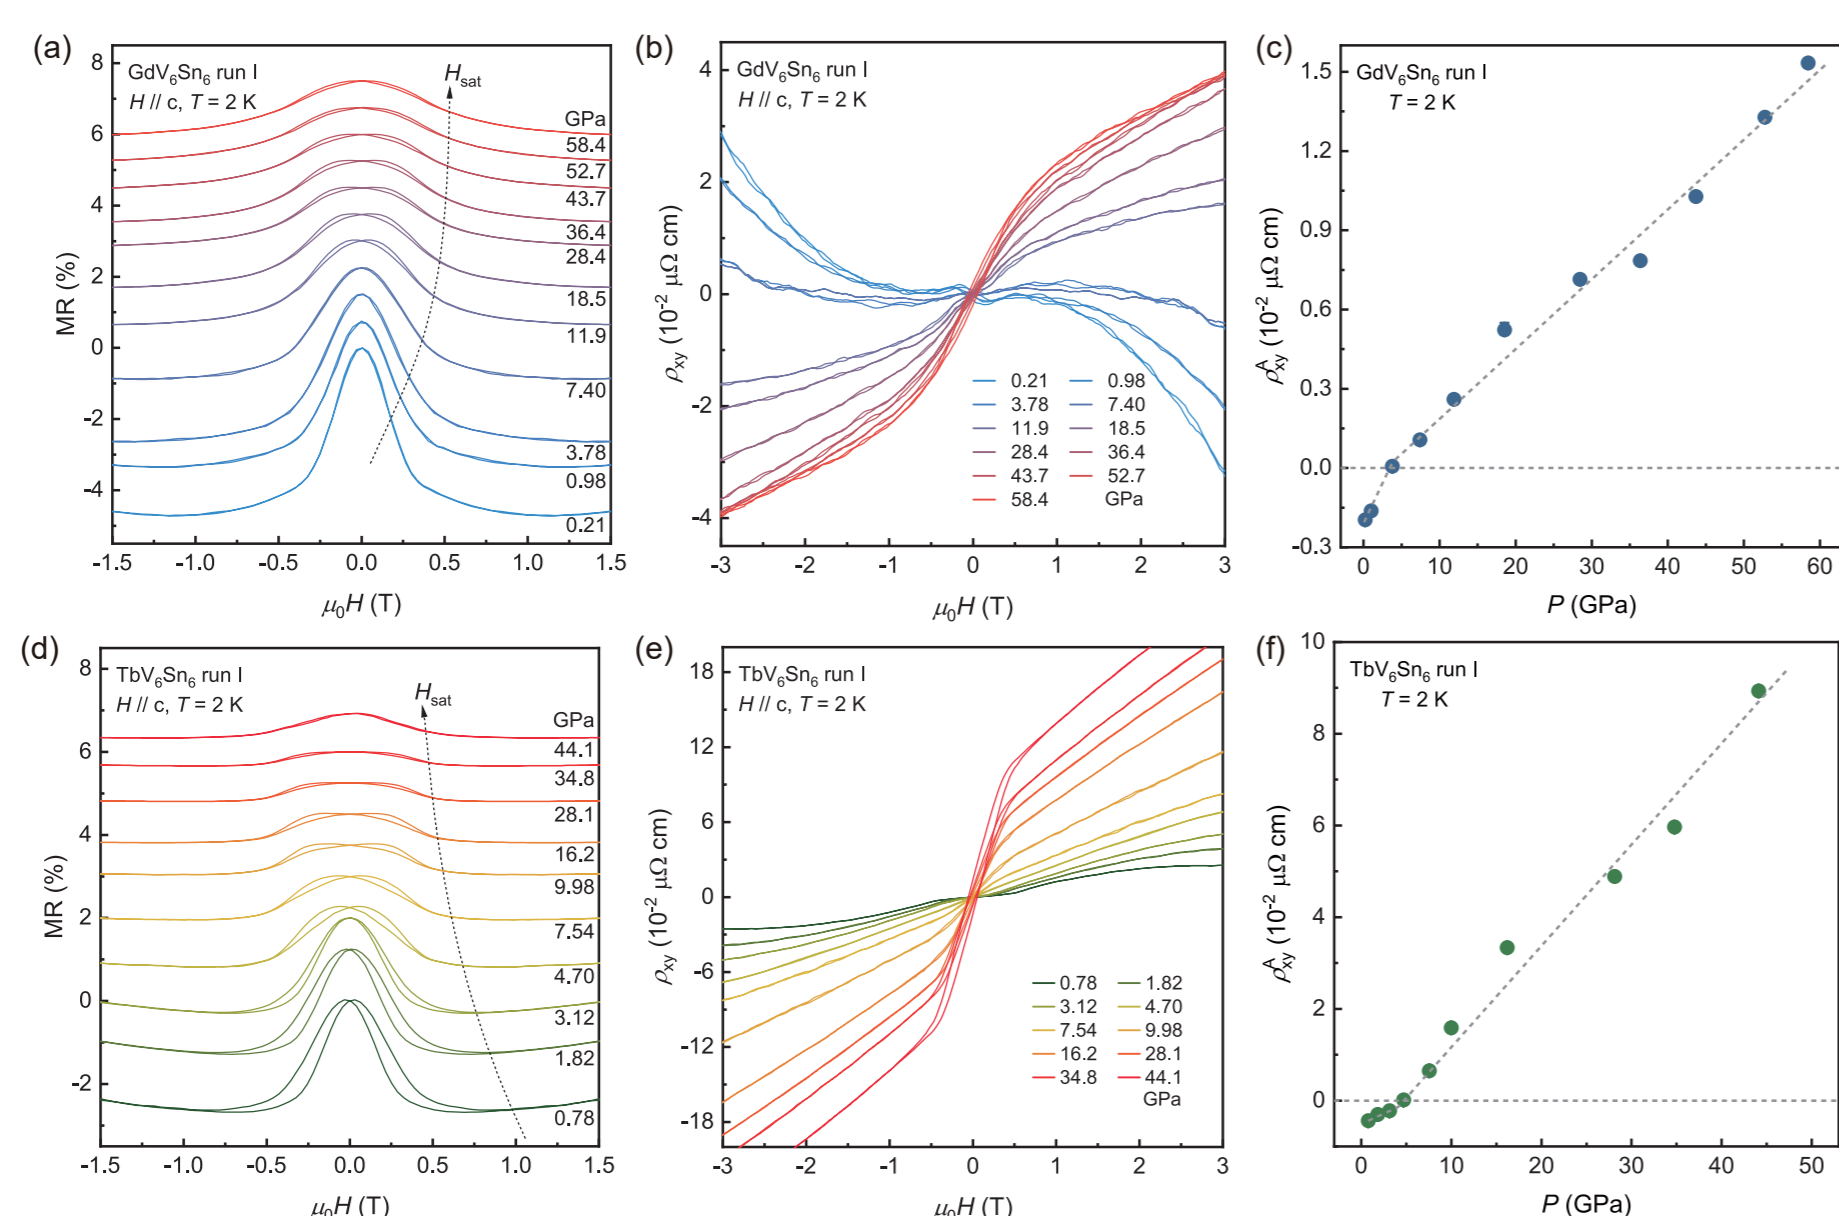 (a)
GdV6Sn6 run I
H // c, T = 2 K
Hsat
GPa
58.4
52.7
43.7
36.4
28.4
18.5
11.9
7.40
3.78
0.98
0.21
8
6
4
2
0
-2
-4
MR (%)
-1.5 -1.0 -0.5 0.0 0.5 1.0 1.5
μ0H (T)
(b)
GdV6Sn6 run I
H // c, T = 2 K
4
2
0
-2
-4
ρxy (10-2 μΩ cm)
0.21 0.98
3.78 7.40
11.9 18.5
28.4 36.4
43.7 52.7
58.4 GPa
-3 -2 -1 0 1 2 3
μ0H (T)
(c)
GdV6Sn6 run I
T = 2 K
1.5
1.2
0.9
0.6
0.3
0.0
-0.3
ρAxy (10-2 μΩ cm)
0 10 20 30 40 50 60
P (GPa)
(d)
TbV6Sn6 run I
H // c, T = 2 K
Hsat
GPa
44.1
34.8
28.1
16.2
9.98
7.54
4.70
3.12
1.82
0.78
8
6
4
2
0
-2
MR (%)
-1.5 -1.0 -0.5 0.0 0.5 1.0 1.5
μ0H (T)
(e)
TbV6Sn6 run I
H // c, T = 2 K
18
12
6
0
-6
-12
-18
ρxy (10-2 μΩ cm)
0.78 1.82
3.12 4.70
7.54 9.98
16.2 28.1
34.8 44.1
GPa
-3 -2 -1 0 1 2 3
μ0H (T)
(f)
TbV6Sn6 run I
T = 2 K
10
8
6
4
2
0
ρAxy (10-2 μΩ cm)
0 10 20 30 40 50
P (GPa)